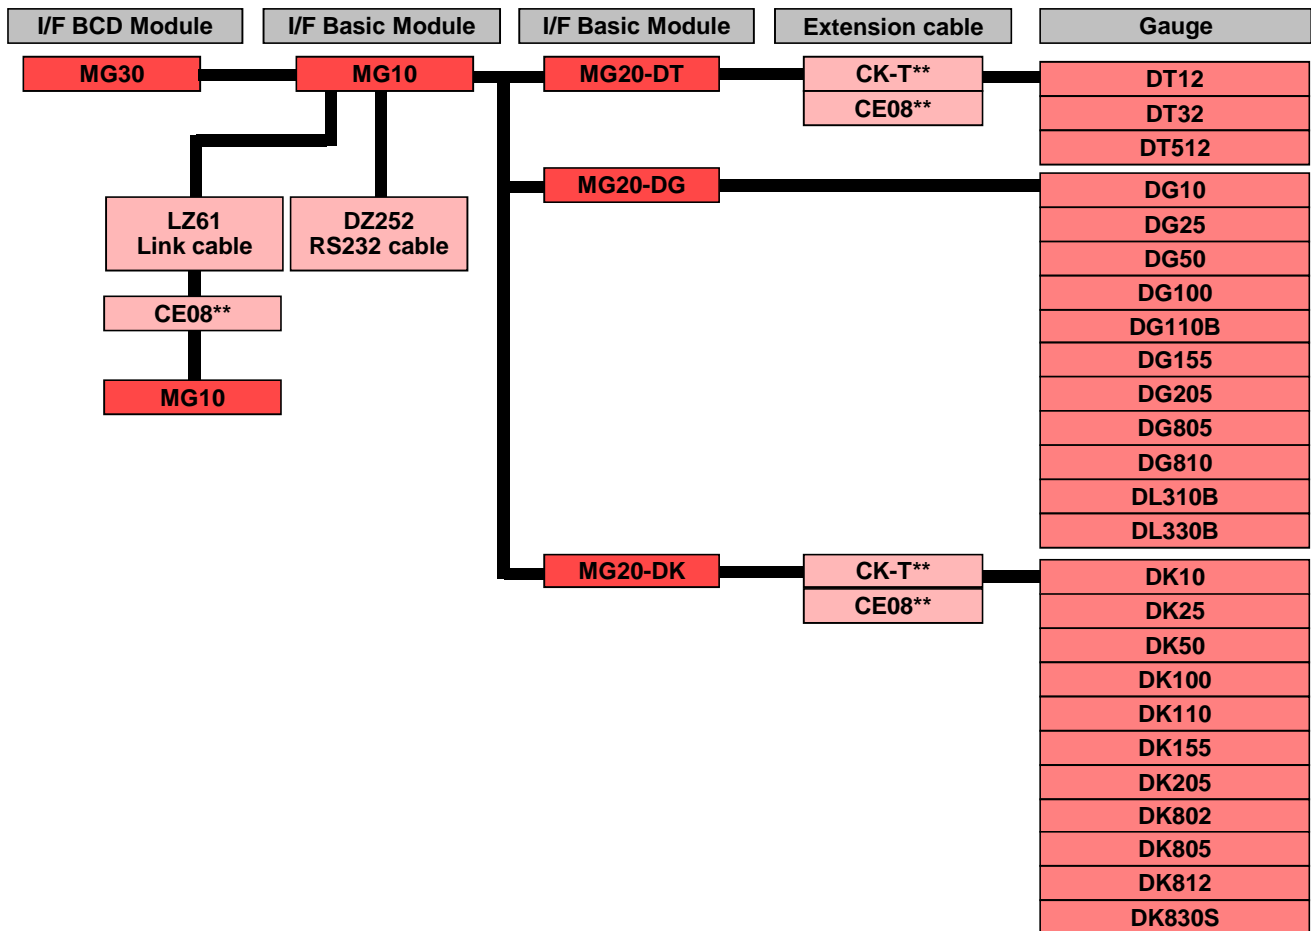 I/F BCD Module
I/F Basic Module
I/F Basic Module
Extension cable
Gauge
MG30
MG10
MG20-DT
CK-T**
CE08**
DT12
DT32
DT512
LZ61
Link cable
DZ252
RS232 cable
CE08**
MG10
MG20-DG
DG10
DG25
DG50
DG100
DG110B
DG155
DG205
DG805
DG810
DL310B
DL330B
MG20-DK
CK-T**
CE08**
DK10
DK25
DK50
DK100
DK110
DK155
DK205
DK802
DK805
DK812
DK830S